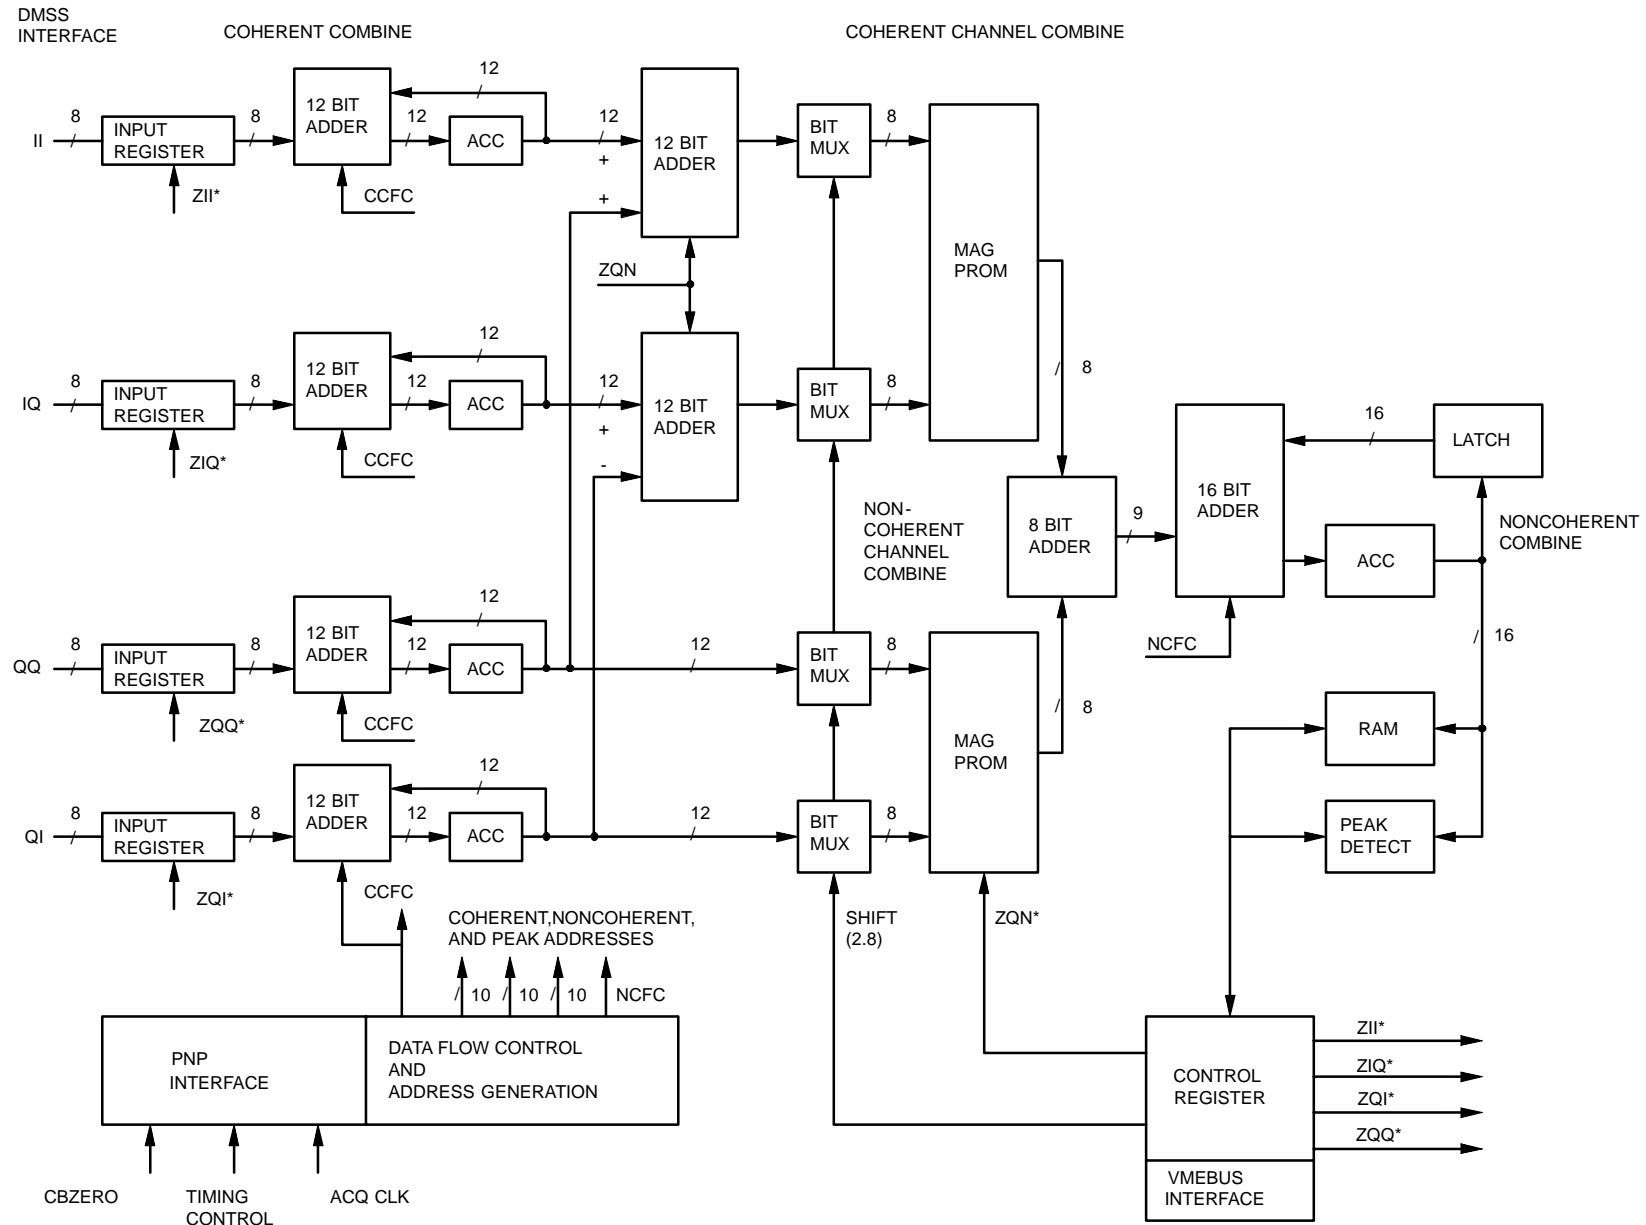 DMSS
INTERFACE
COHERENT COMBINE
COHERENT CHANNEL COMBINE
II
8
INPUT
REGISTER
ZII*
8
12 BIT
ADDER
CCFC
12
12
ACC
12
+
+
12 BIT
ADDER
ZQN
BIT
MUX
8
MAG
PROM
8
IQ
8
INPUT
REGISTER
ZIQ*
8
12 BIT
ADDER
CCFC
12
12
ACC
12
+
-
12 BIT
ADDER
BIT
MUX
8
NON-
COHERENT
CHANNEL
COMBINE
8 BIT
ADDER
9
16 BIT
ADDER
NCFC
16
LATCH
ACC
NONCOHERENT
COMBINE
16
RAM
PEAK
DETECT
QQ
8
INPUT
REGISTER
ZQQ*
8
12 BIT
ADDER
CCFC
12
12
ACC
12
BIT
MUX
8
MAG
PROM
8
QI
8
INPUT
REGISTER
ZQI*
8
12 BIT
ADDER
CCFC
12
12
ACC
12
BIT
MUX
8
COHERENT,NONCOHERENT,
AND PEAK ADDRESSES
10
10
10
NCFC
SHIFT
(2.8)
ZQN*
PNP
INTERFACE
DATA FLOW CONTROL
AND
ADDRESS GENERATION
CBZERO
TIMING
CONTROL
ACQ CLK
CONTROL
REGISTER
VMEBUS
INTERFACE
ZII*
ZIQ*
ZQI*
ZQQ*